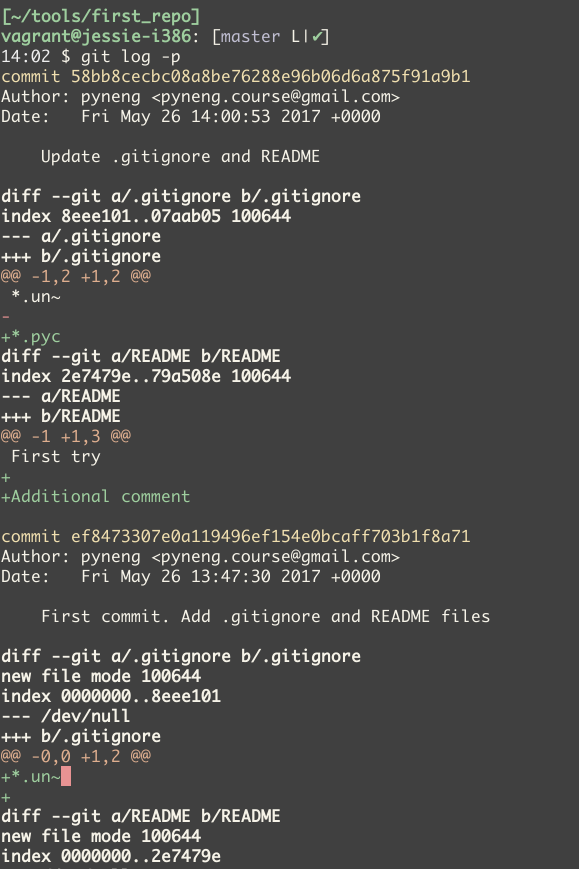 [~/tools/first_repo]
vagrant@jessie-i386: [master L|✔]
14:02 $ git log -p
commit 58bb8cecbc08a8be76288e96b06d6a875f91a9b1
Author: pyneng <pyneng.course@gmail.com>
Date:   Fri May 26 14:00:53 2017 +0000

    Update .gitignore and README

diff --git a/.gitignore b/.gitignore
index 8eee101..07aab05 100644
--- a/.gitignore
+++ b/.gitignore
@@ -1,2 +1,2 @@
 *.un~
-
+*.pyc
diff --git a/README b/README
index 2e7479e..79a508e 100644
--- a/README
+++ b/README
@@ -1 +1,3 @@
 First try
+
+Additional comment

commit ef8473307e0a119496ef154e0bcaff703b1f8a71
Author: pyneng <pyneng.course@gmail.com>
Date:   Fri May 26 13:47:30 2017 +0000

    First commit. Add .gitignore and README files

diff --git a/.gitignore b/.gitignore
new file mode 100644
index 0000000..8eee101
--- /dev/null
+++ b/.gitignore
@@ -0,0 +1,2 @@
+*.un~
+
diff --git a/README b/README
new file mode 100644
index 0000000..2e7479e